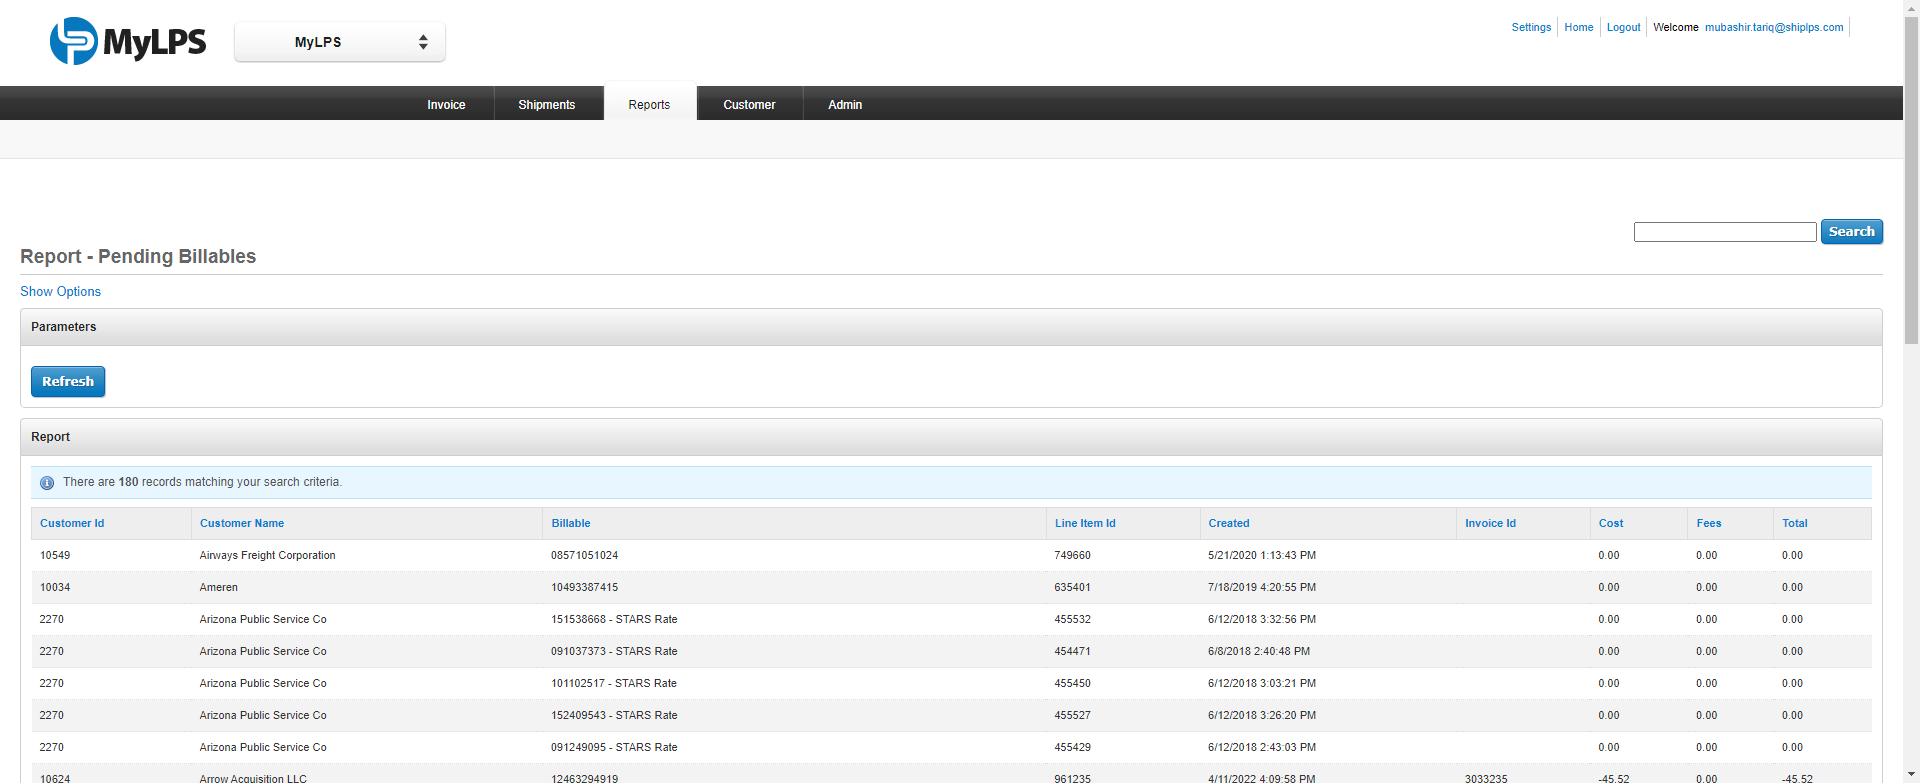 MyLPS
MyLPS
Settings Home Logout Welcome mubashir.tariq@shiplps.com
Invoice Shipments Reports Customer Admin
Search
Report - Pending Billables
Show Options
Parameters
Refresh
Report
There are 180 records matching your search criteria.
Customer Id Customer Name Billable Line Item Id Created Invoice Id Cost Fees Total
10549 Airways Freight Corporation 08571051024 749660 5/21/2020 1:13:43 PM 0.00 0.00 0.00
10034 Ameren 10493387415 635401 7/18/2019 4:20:55 PM 0.00 0.00 0.00
2270 Arizona Public Service Co 151538668 - STARS Rate 455532 6/12/2018 3:32:56 PM 0.00 0.00 0.00
2270 Arizona Public Service Co 091037373 - STARS Rate 454471 6/8/2018 2:40:48 PM 0.00 0.00 0.00
2270 Arizona Public Service Co 101102517 - STARS Rate 455450 6/12/2018 3:03:21 PM 0.00 0.00 0.00
2270 Arizona Public Service Co 152409543 - STARS Rate 455527 6/12/2018 3:26:20 PM 0.00 0.00 0.00
2270 Arizona Public Service Co 091249095 - STARS Rate 455429 6/12/2018 2:43:03 PM 0.00 0.00 0.00
10624 Arrow Acquisition LLC 12463294919 961235 4/11/2022 4:09:58 PM 3033235 -45.52 0.00 -45.52